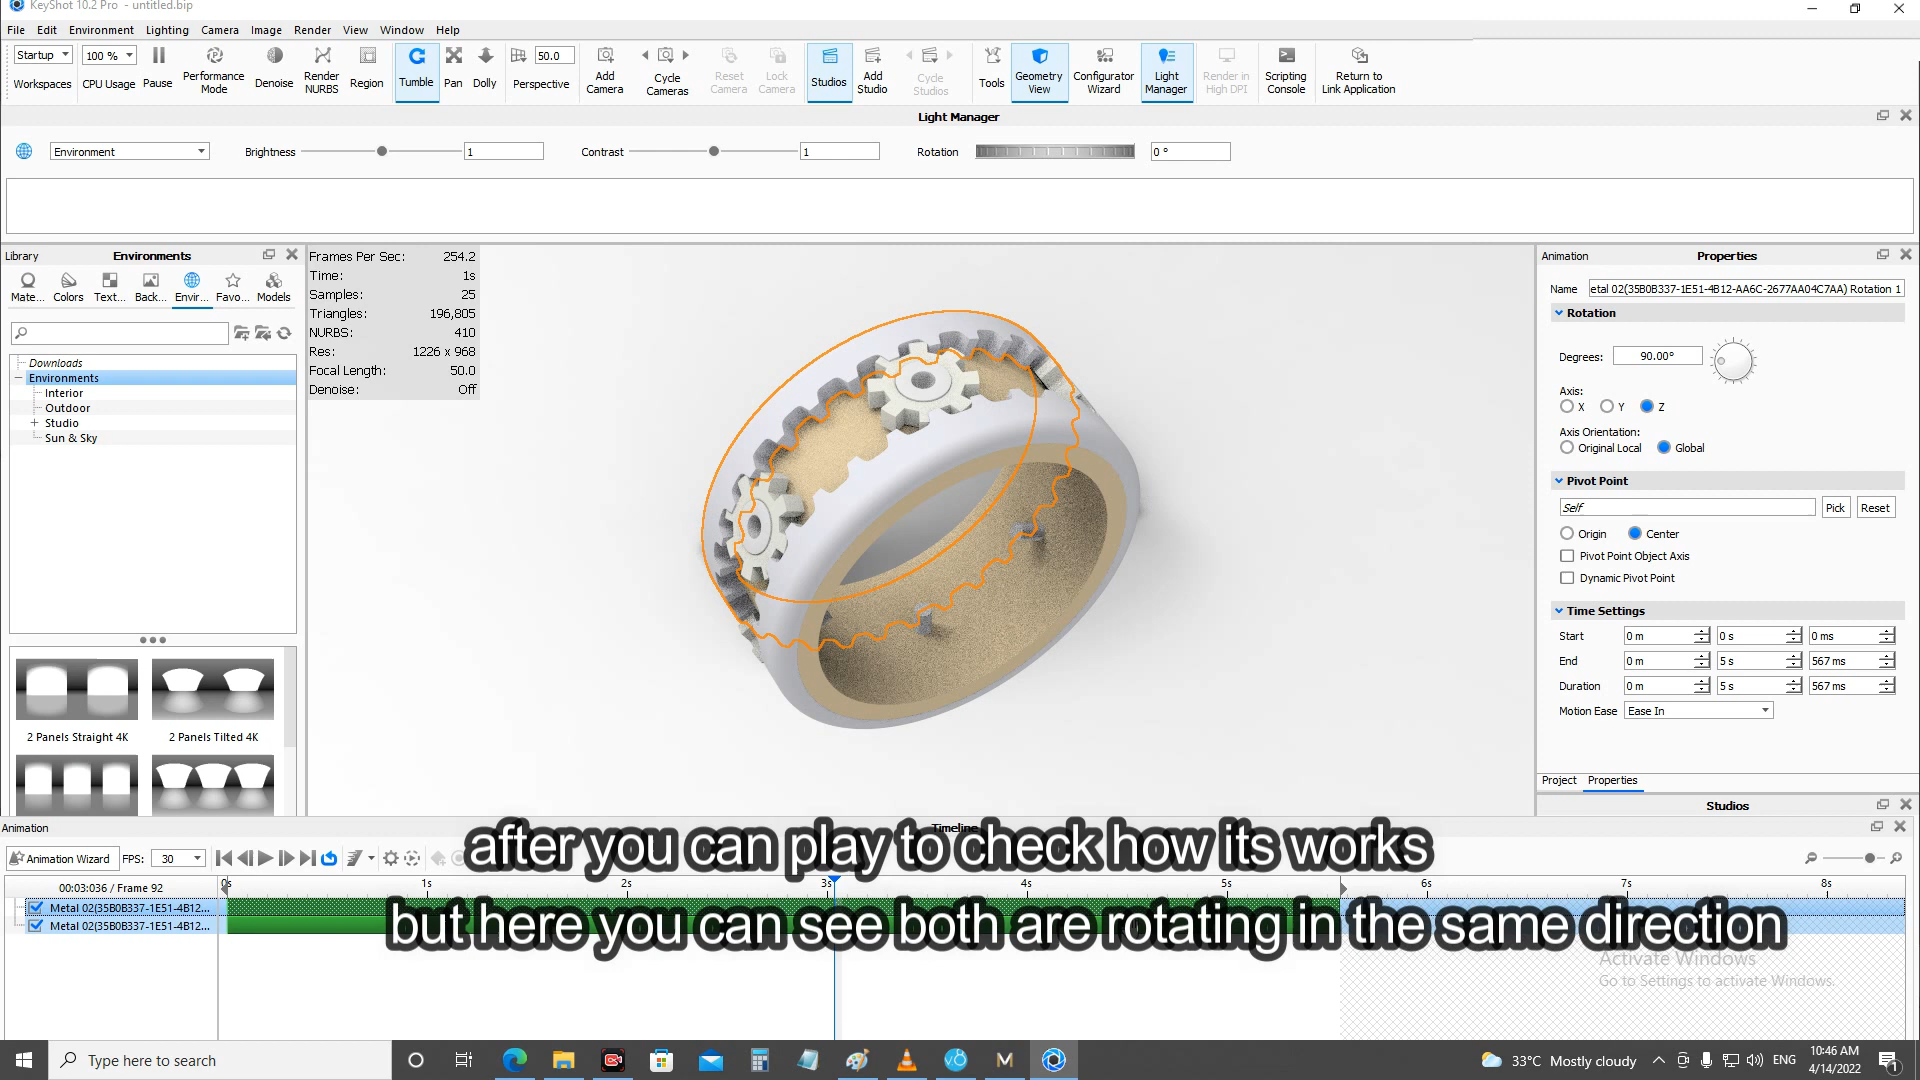 KeyShot 10.2 Pro - untitled.bip
File Edit Environment Lighting Camera Image Render View Window Help
Startup 100 % 50.0
Workspaces CPU Usage Pause Performance Mode Denoise Render NURBS Region Tumble Pan Dolly Perspective Add Camera Cycle Cameras Reset Camera Lock Camera Studios Add Studio Cycle Studios Tools Geometry View Configurator Wizard Light Manager Render in High DPI Scripting Console Return to Link Application
Light Manager
Environment Brightness 1 Contrast 1 Rotation 0 °
Library Environments
Mate... Colors Text... Back... Envir... Favo... Models
Downloads
Environments
Interior
Outdoor
Studio
Sun & Sky
2 Panels Straight 4K 2 Panels Tilted 4K
Frames Per Sec: 254.2
Time: 1s
Samples: 25
Triangles: 196,805
NURBS: 410
Res: 1226 x 968
Focal Length: 50.0
Denoise: Off
Animation Properties
Name etal 02(35B0B337-1E51-4B12-AA6C-2677AA04C7AA) Rotation 1
Rotation
Degrees: 90.00°
Axis:
X Y Z
Axis Orientation:
Original Local Global
Pivot Point
Self Pick Reset
Origin Center
Pivot Point Object Axis
Dynamic Pivot Point
Time Settings
Start 0 m 0 s 0 ms
End 0 m 5 s 567 ms
Duration 0 m 5 s 567 ms
Motion Ease Ease In
Project Properties
Studios
Animation Timeline
after you can play to check how its works
Animation Wizard FPS: 30
00:03:036 / Frame 92 0s 1s 2s 3s 4s 5s 6s 7s 8s
Metal 02(35B0B337-1E51-4B12...
Metal 02(35B0B337-1E51-4B12...
but here you can see both are rotating in the same direction
Activate Windows
Go to Settings to activate Windows.
Type here to search
33°C Mostly cloudy ENG 10:46 AM
4/14/2022
1